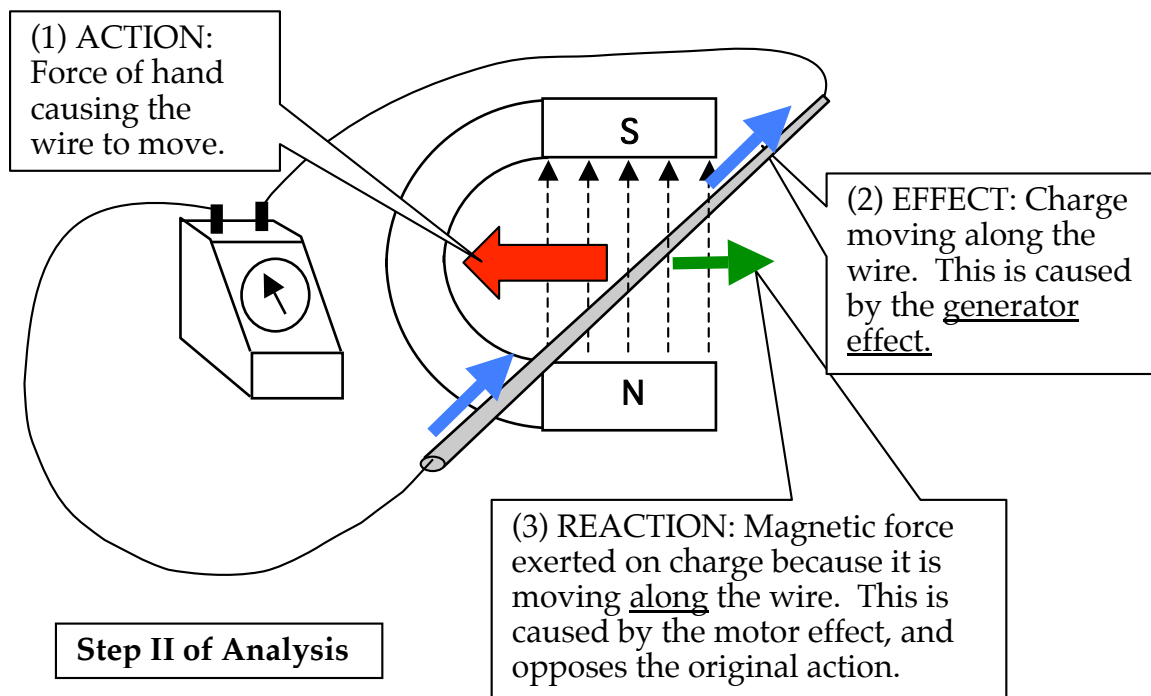 (1) ACTION:
Force of hand
causing the
wire to move.
S
N
(2) EFFECT: Charge
moving along the
wire.  This is caused
by the generator
effect.
(3) REACTION: Magnetic force
exerted on charge because it is
moving along the wire.  This is
caused by the motor effect, and
opposes the original action.
Step II of Analysis